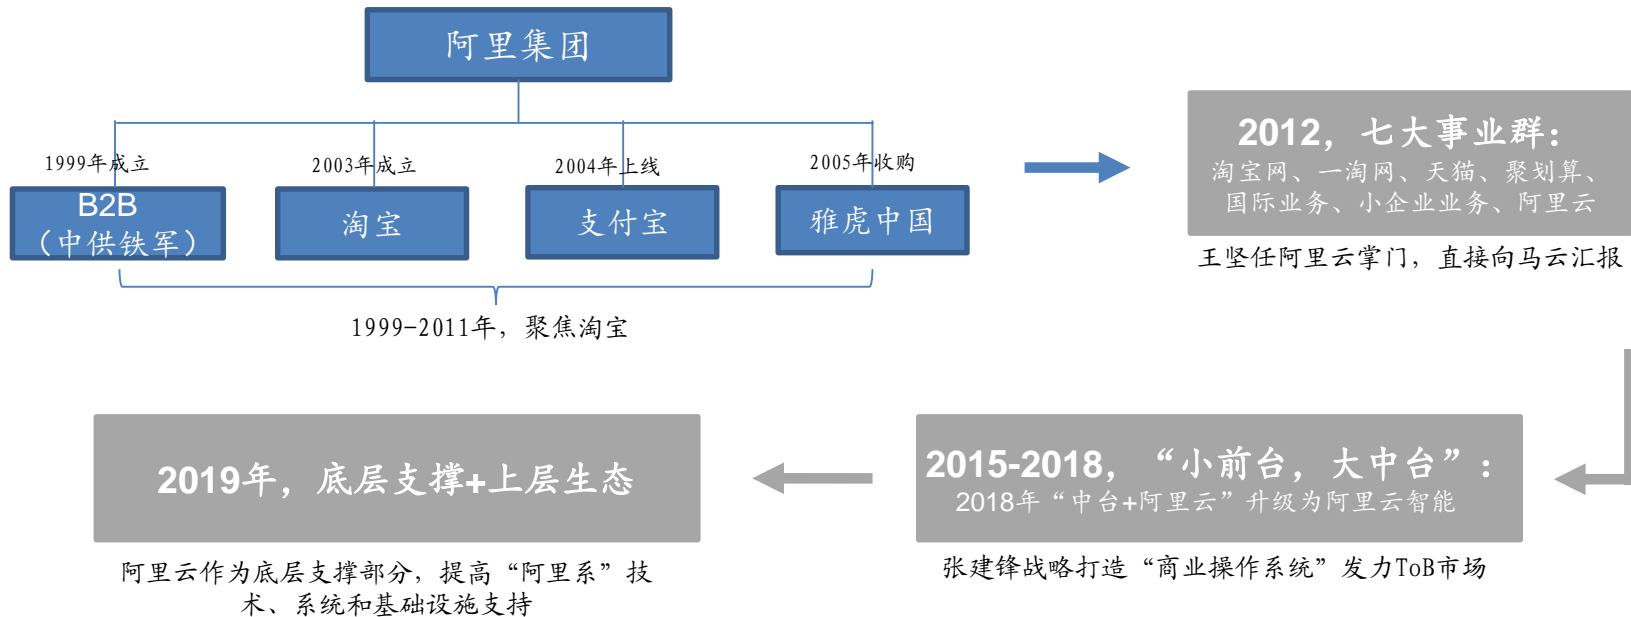 阿里集团
1999年成立
2003年成立
2004年上线
2005年收购
B2B
（中供铁军）
淘宝
支付宝
雅虎中国
1999-2011年，聚焦淘宝
2012，七大事业群：
淘宝网、一淘网、天猫、聚划算、
国际业务、小企业业务、阿里云
王坚任阿里云掌门，直接向马云汇报
2015-2018，“小前台，大中台”：
2018年“中台+阿里云”升级为阿里云智能
张建锋战略打造“商业操作系统”发力ToB市场
2019年，底层支撑+上层生态
阿里云作为底层支撑部分，提高“阿里系”技
术、系统和基础设施支持